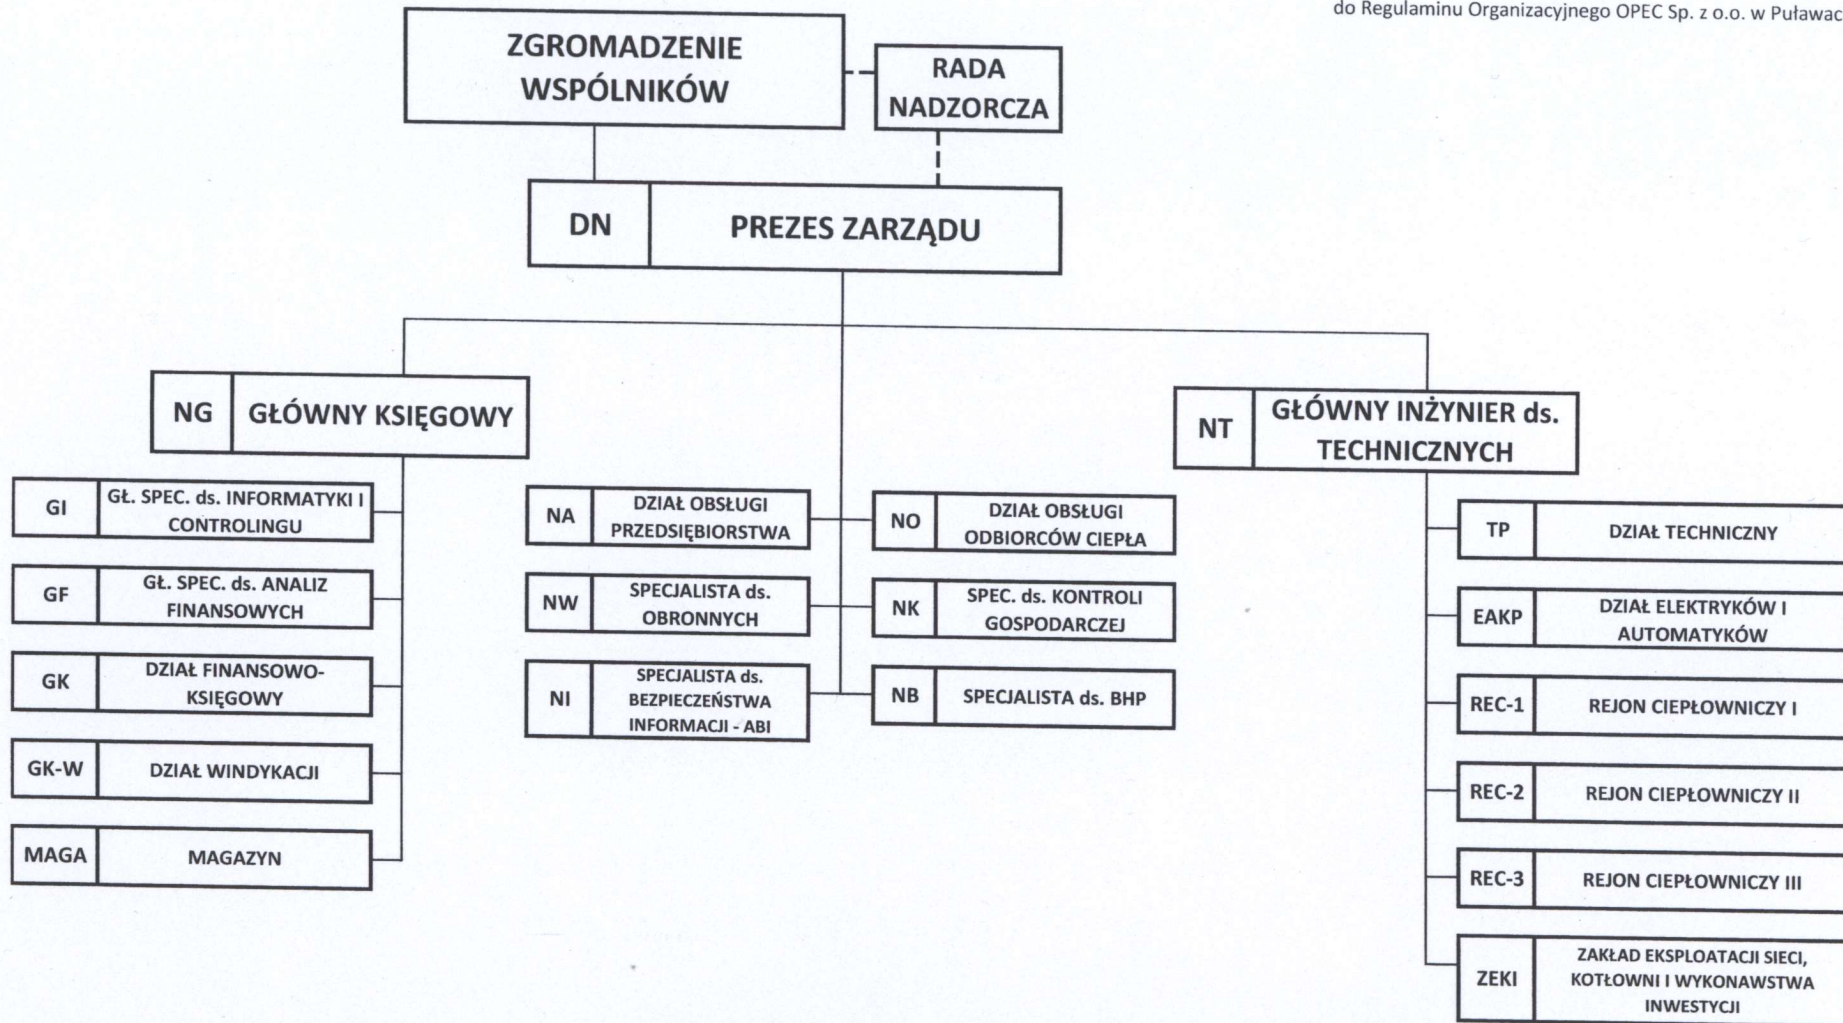 do Regulaminu Organizacyjnego OPEC Sp. z o.o. w Puławac
ZGROMADZENIE
WSPÓLNIKÓW
RADA
NADZORCZA
DN
PREZES ZARZĄDU
NG
GŁÓWNY KSIĘGOWY
NT
GŁÓWNY INŻYNIER ds.
TECHNICZNYCH
GI
GŁ. SPEC. ds. INFORMATYKI I
CONTROLINGU
GF
GŁ. SPEC. ds. ANALIZ
FINANSOWYCH
GK
DZIAŁ FINANSOWO-
KSIĘGOWY
GK-W
DZIAŁ WINDYKACJI
MAGA
MAGAZYN
NA
DZIAŁ OBSŁUGI
PRZEDSIĘBIORSTWA
NW
SPECJALISTA ds.
OBRONNYCH
NI
SPECJALISTA ds.
BEZPIECZEŃSTWA
INFORMACJI - ABI
NO
DZIAŁ OBSŁUGI
ODBIORCÓW CIEPŁA
NK
SPEC. ds. KONTROLI
GOSPODARCZEJ
NB
SPECJALISTA ds. BHP
TP
DZIAŁ TECHNICZNY
EAKP
DZIAŁ ELEKTRYKÓW I
AUTOMATYKÓW
REC-1
REJON CIEPŁOWNICZY I
REC-2
REJON CIEPŁOWNICZY II
REC-3
REJON CIEPŁOWNICZY III
ZEKI
ZAKŁAD EKSPLOATACJI SIECI,
KOTŁOWNI I WYKONAWSTWA
INWESTYCJI